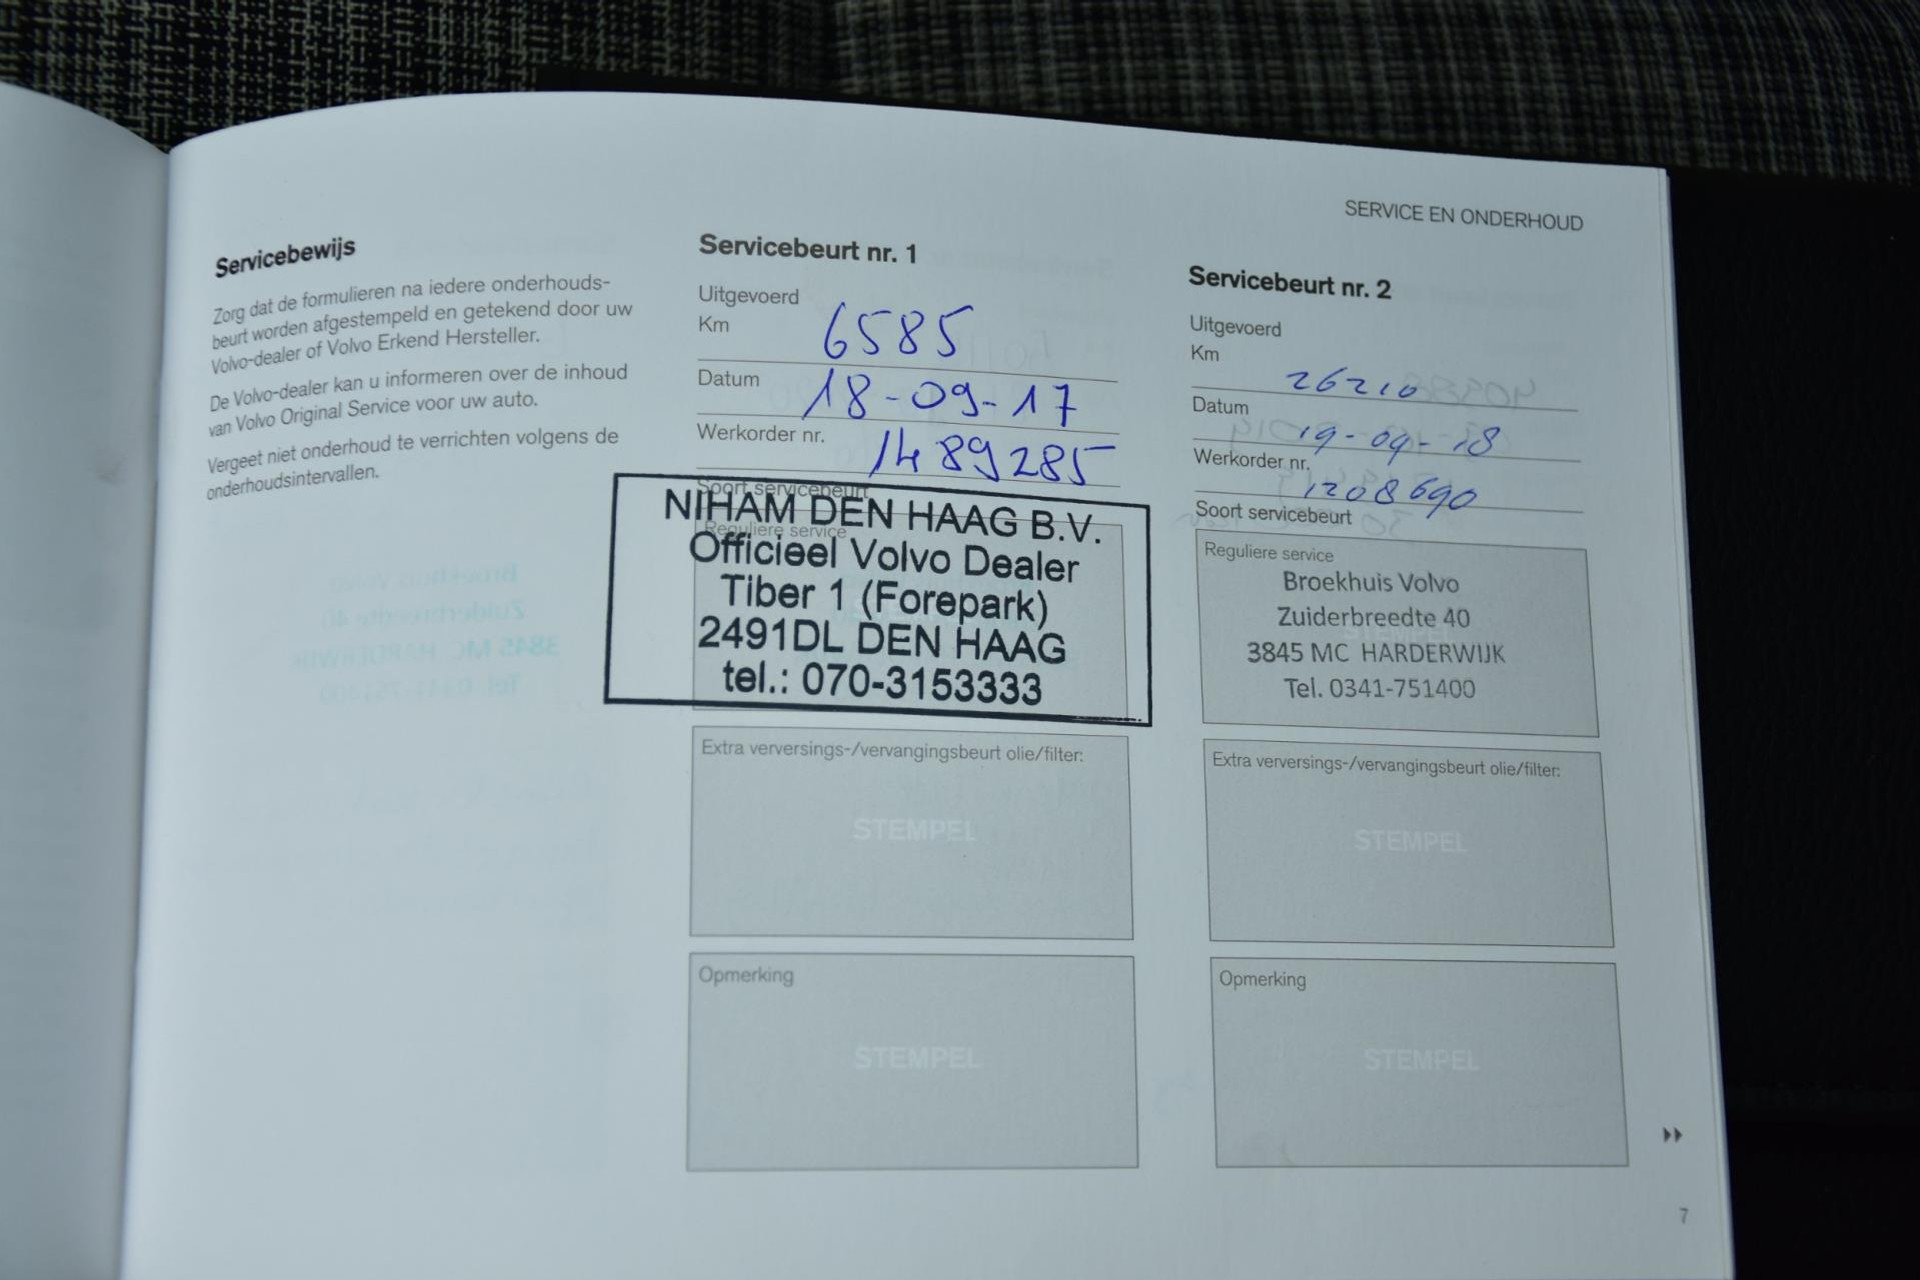 SERVICE EN ONDERHOUD
Servicebewijs
Zorg dat de formulieren na iedere onderhouds-
beurt worden afgestempeld en getekend door uw
Volvo-dealer of Volvo Erkend Hersteller.
De Volvo-dealer kan u informeren over de inhoud
van Volvo Original Service voor uw auto.
Vergeet niet onderhoud te verrichten volgens de
onderhoudsintervallen.
Servicebeurt nr. 1
Uitgevoerd
Km 6585
Datum 18-09-17
Werkorder nr. 1489285
Soort servicebeurt
Reguliere service
NIHAM DEN HAAG B.V.
Officieel Volvo Dealer
Tiber 1 (Forepark)
2491DL DEN HAAG
tel.: 070-3153333
Extra verversings-/vervangingsbeurt olie/filter:
STEMPEL
Opmerking
STEMPEL
Servicebeurt nr. 2
Uitgevoerd
Km 26210
Datum 19-09-18
Werkorder nr. 1208690
Soort servicebeurt
Reguliere service
Broekhuis Volvo
Zuiderbreedte 40
STEMPEL
3845 MC HARDERWIJK
Tel. 0341-751400
Extra verversings-/vervangingsbeurt olie/filter:
STEMPEL
Opmerking
STEMPEL
7